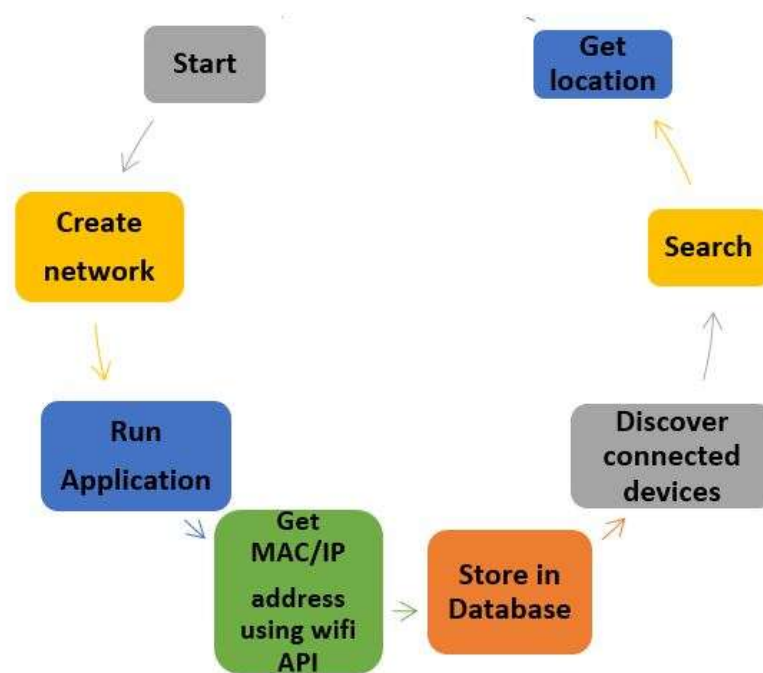 Start
Create
network
Run
Application
Get
MAC/IP
address
using wifi
API
Store in
Database
Discover
connected
devices
Search
Get
location